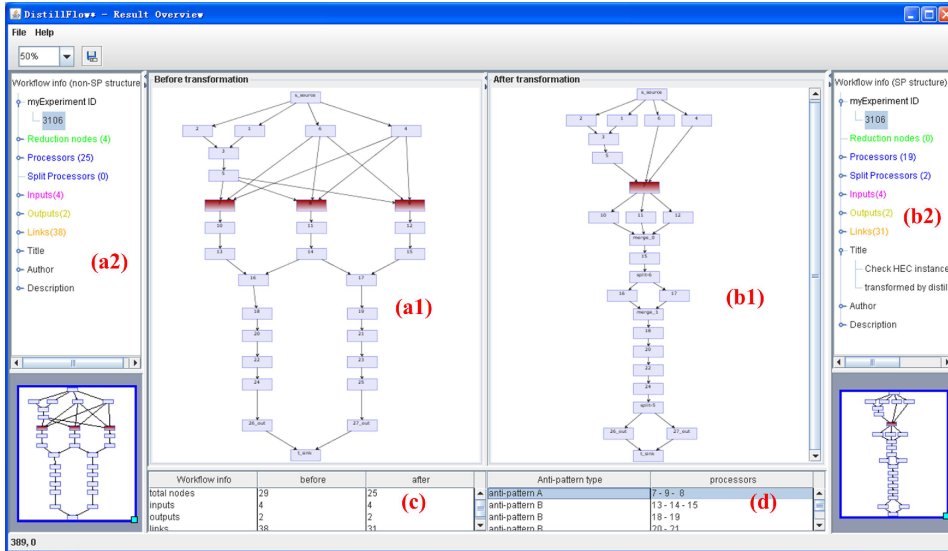 DistillFlow* - Result Overview
File Help
50%
Workflow info (non-SP structure
myExperiment ID
3106
Reduction nodes (4)
Processors (25)
Split Processors (0)
Inputs(4)
Outputs(2)
Links(38)
Title
Author
Description
(a2)
Before transformation
s_source
2 1 6 4
3
5
10 11 12
13 14 15
16 17
18 19
20 21
22 23
24 25
26_out 27_out
t_sink
(a1)
After transformation
s_source
2 1 6 4
3
5
10 11 12
merge_0
15
split-6
16 17
merge_1
18
20
22
24
split-5
26_out 27_out
t_sink
(b1)
Workflow info (SP structure)
myExperiment ID
3106
Reduction nodes (0)
Processors (19)
Split Processors (2)
Inputs(4)
Outputs(2)
Links(31)
Title
Check HEC instance
transformed by distil
Author
Description
(b2)
Workflow info before after
total nodes 29 25
inputs 4 4
outputs 2 2
links 38 31
(c)
Anti-pattern type processors
anti-pattern A 7 - 9 - 8
anti-pattern B 13 - 14 - 15
anti-pattern B 18 - 19
anti-pattern B 20 - 21
(d)
389, 0